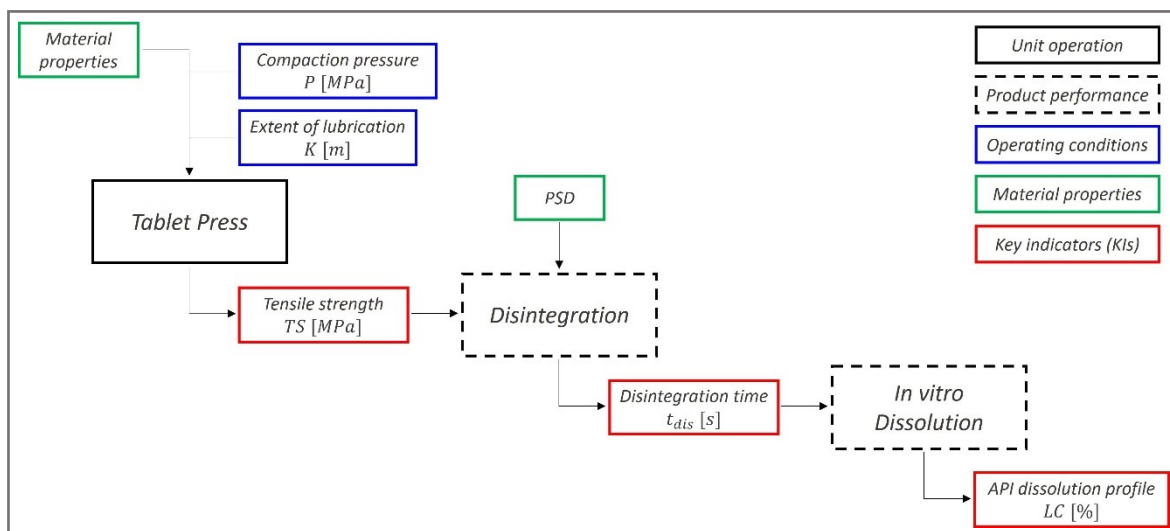 Material
properties
Compaction pressure
P [MPa]
Extent of lubrication
K [m]
Tablet Press
Tensile strength
TS [MPa]
PSD
Disintegration
Disintegration time
t_dis [s]
In vitro
Dissolution
API dissolution profile
LC [%]
Unit operation
Product performance
Operating conditions
Material properties
Key indicators (KIs)